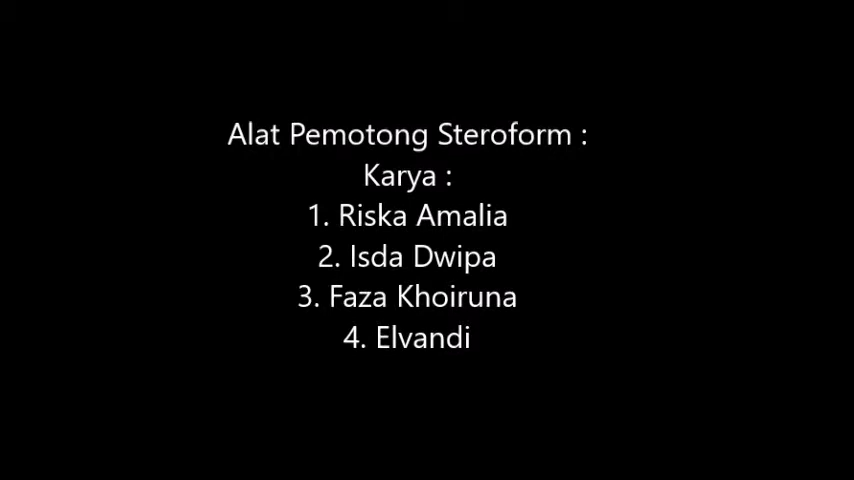 Alat Pemotong Steroform :
Karya :
1. Riska Amalia
2. Isda Dwipa
3. Faza Khoiruna
4. Elvandi